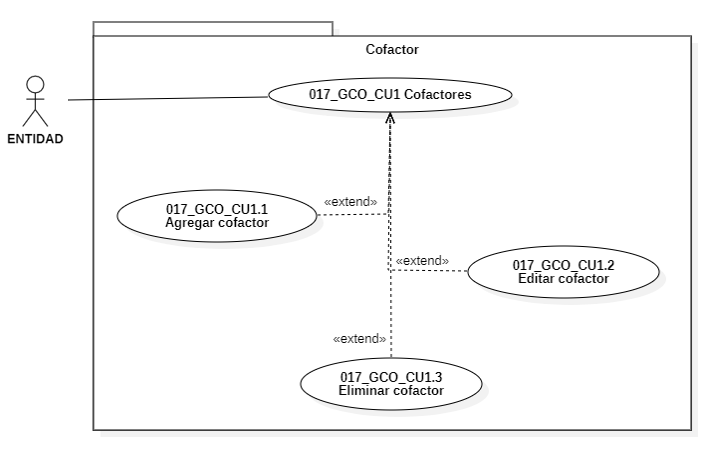 Cofactor
017_GCO_CU1 Cofactores
ENTIDAD
«extend»
017_GCO_CU1.1
Agregar cofactor
«extend»
017_GCO_CU1.2
Editar cofactor
«extend»
017_GCO_CU1.3
Eliminar cofactor